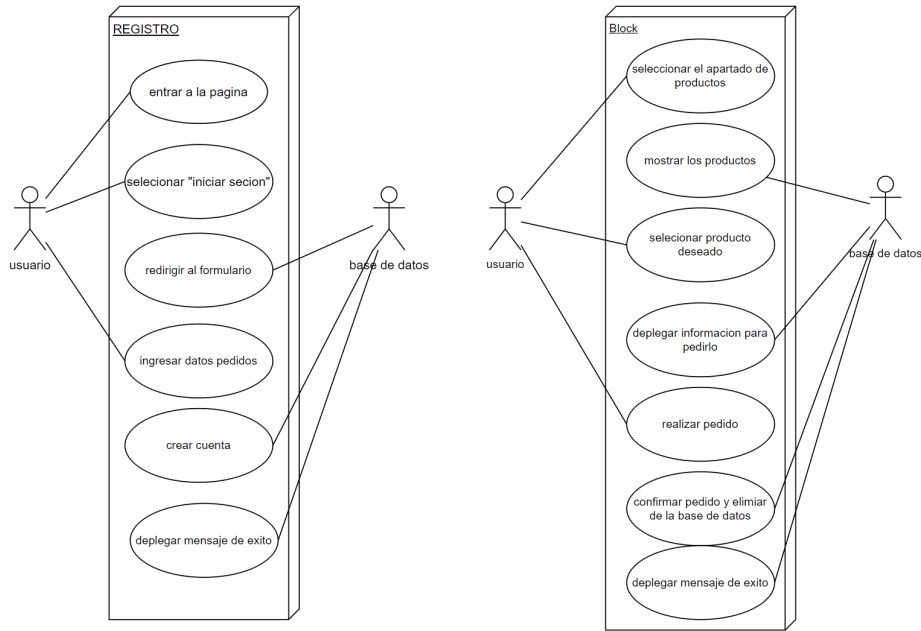 REGISTRO
entrar a la pagina
selecionar "iniciar secion"
usuario
redirigir al formulario
base de datos
ingresar datos pedidos
crear cuenta
deplegar mensaje de exito
Block
seleccionar el apartado de
productos
mostrar los productos
selecionar producto
deseado
usuario
base de datos
deplegar informacion para
pedirlo
realizar pedido
confirmar pedido y elimiar
de la base de datos
deplegar mensaje de exito